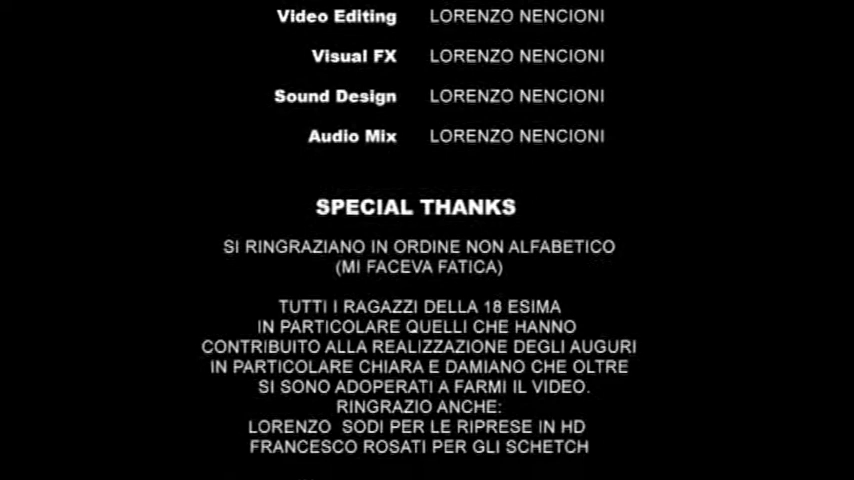 Video Editing LORENZO NENCIONI
Visual FX LORENZO NENCIONI
Sound Design LORENZO NENCIONI
Audio Mix LORENZO NENCIONI
SPECIAL THANKS
SI RINGRAZIANO IN ORDINE NON ALFABETICO
(MI FACEVA FATICA)
TUTTI I RAGAZZI DELLA 18 ESIMA
IN PARTICOLARE QUELLI CHE HANNO
CONTRIBUITO ALLA REALIZZAZIONE DEGLI AUGURI
IN PARTICOLARE CHIARA E DAMIANO CHE OLTRE
SI SONO ADOPERATI A FARMI IL VIDEO.
RINGRAZIO ANCHE:
LORENZO SODI PER LE RIPRESE IN HD
FRANCESCO ROSATI PER GLI SCHETCH